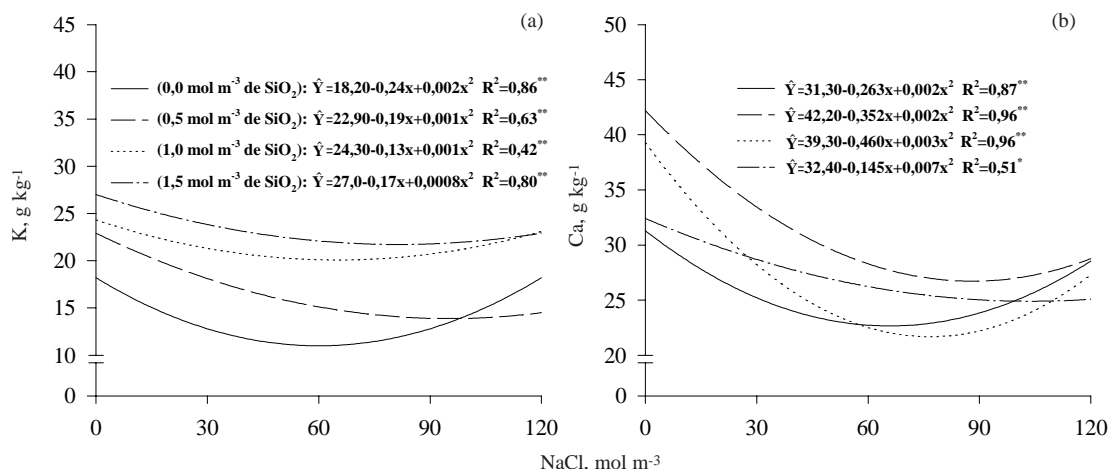 (a)
45
40
35
30
25
20
15
10
0
K, g kg-1
(0,0 mol m-3 de SiO2): Ŷ=18,20-0,24x+0,002x2 R2=0,86**
(0,5 mol m-3 de SiO2): Ŷ=22,90-0,19x+0,001x2 R2=0,63**
(1,0 mol m-3 de SiO2): Ŷ=24,30-0,13x+0,001x2 R2=0,42**
(1,5 mol m-3 de SiO2): Ŷ=27,0-0,17x+0,0008x2 R2=0,80**
0 30 60 90 120
(b)
50
45
40
35
30
25
20
0
Ca, g kg-1
Ŷ=31,30-0,263x+0,002x2 R2=0,87**
Ŷ=42,20-0,352x+0,002x2 R2=0,96**
Ŷ=39,30-0,460x+0,003x2 R2=0,96**
Ŷ=32,40-0,145x+0,007x2 R2=0,51*
0 30 60 90 120
NaCl, mol m-3